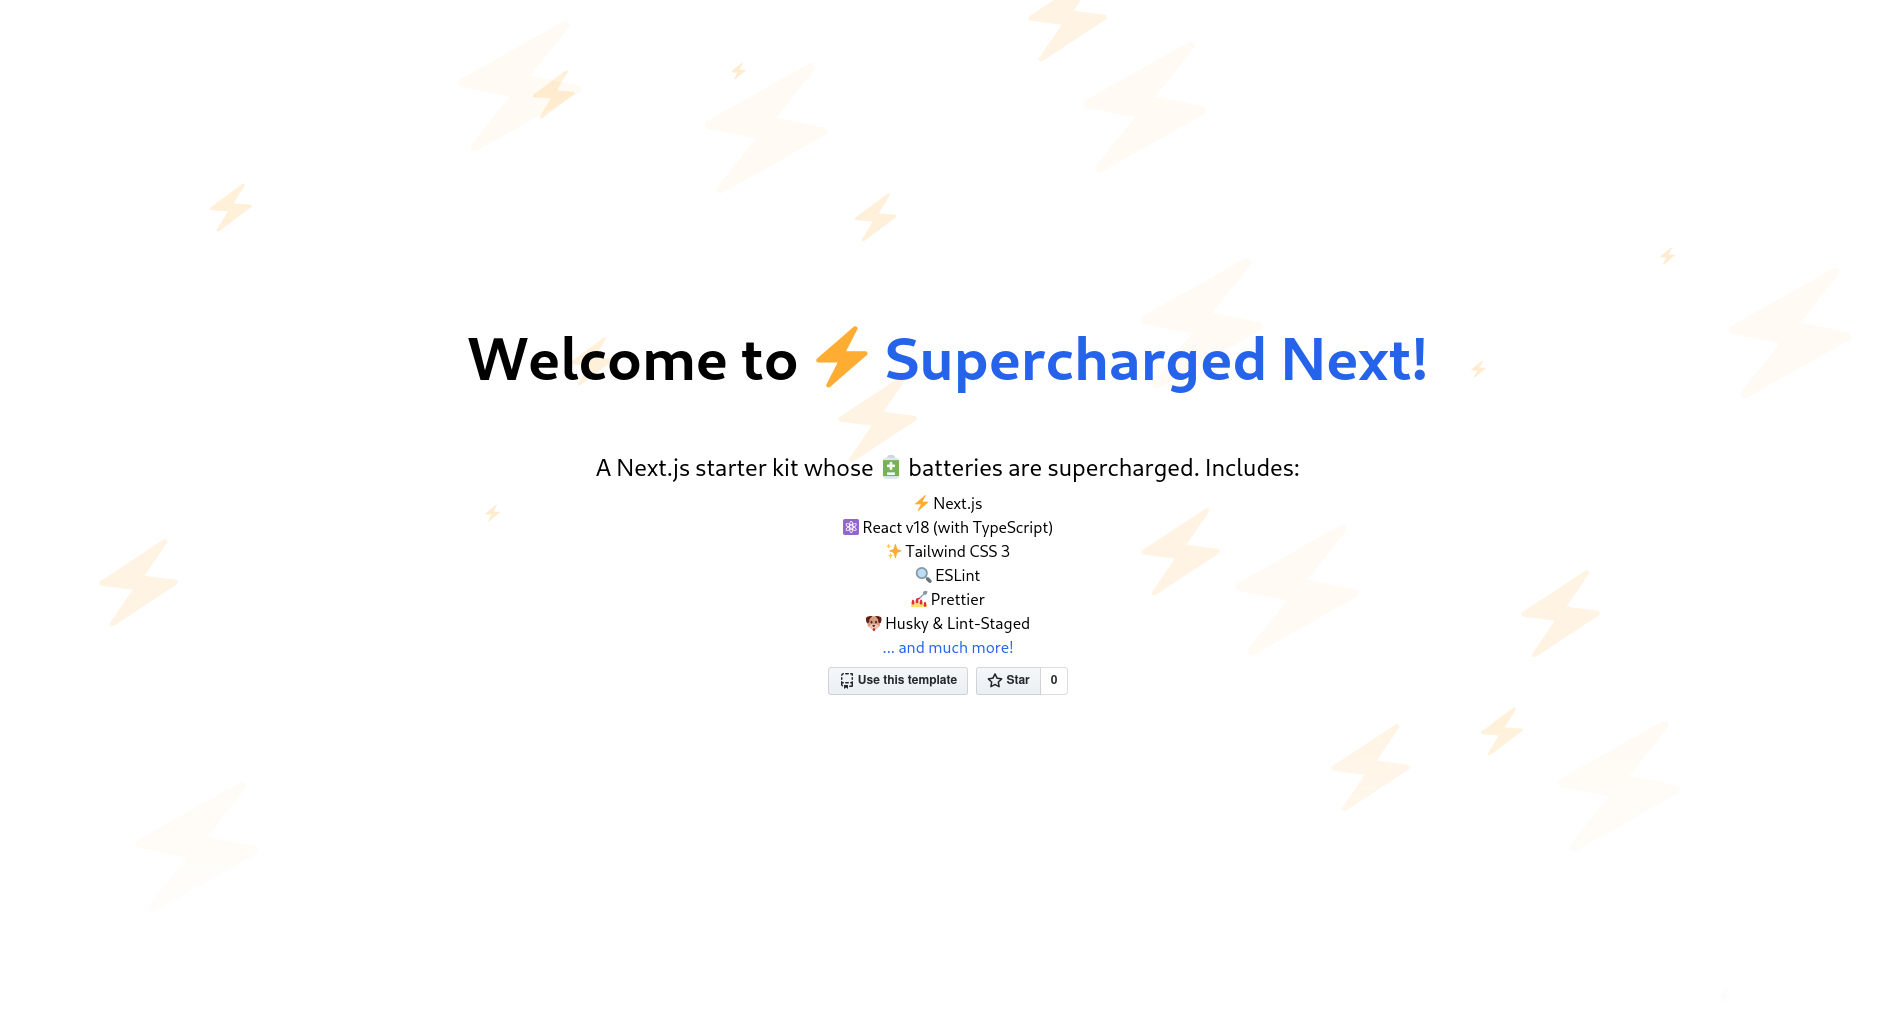 Welcome to ⚡ Supercharged Next!
A Next.js starter kit whose 🔋 batteries are supercharged. Includes:
⚡ Next.js
⚛️ React v18 (with TypeScript)
✨ Tailwind CSS 3
🔍 ESLint
💅 Prettier
🐶 Husky & Lint-Staged
... and much more!
Use this template
Star 0